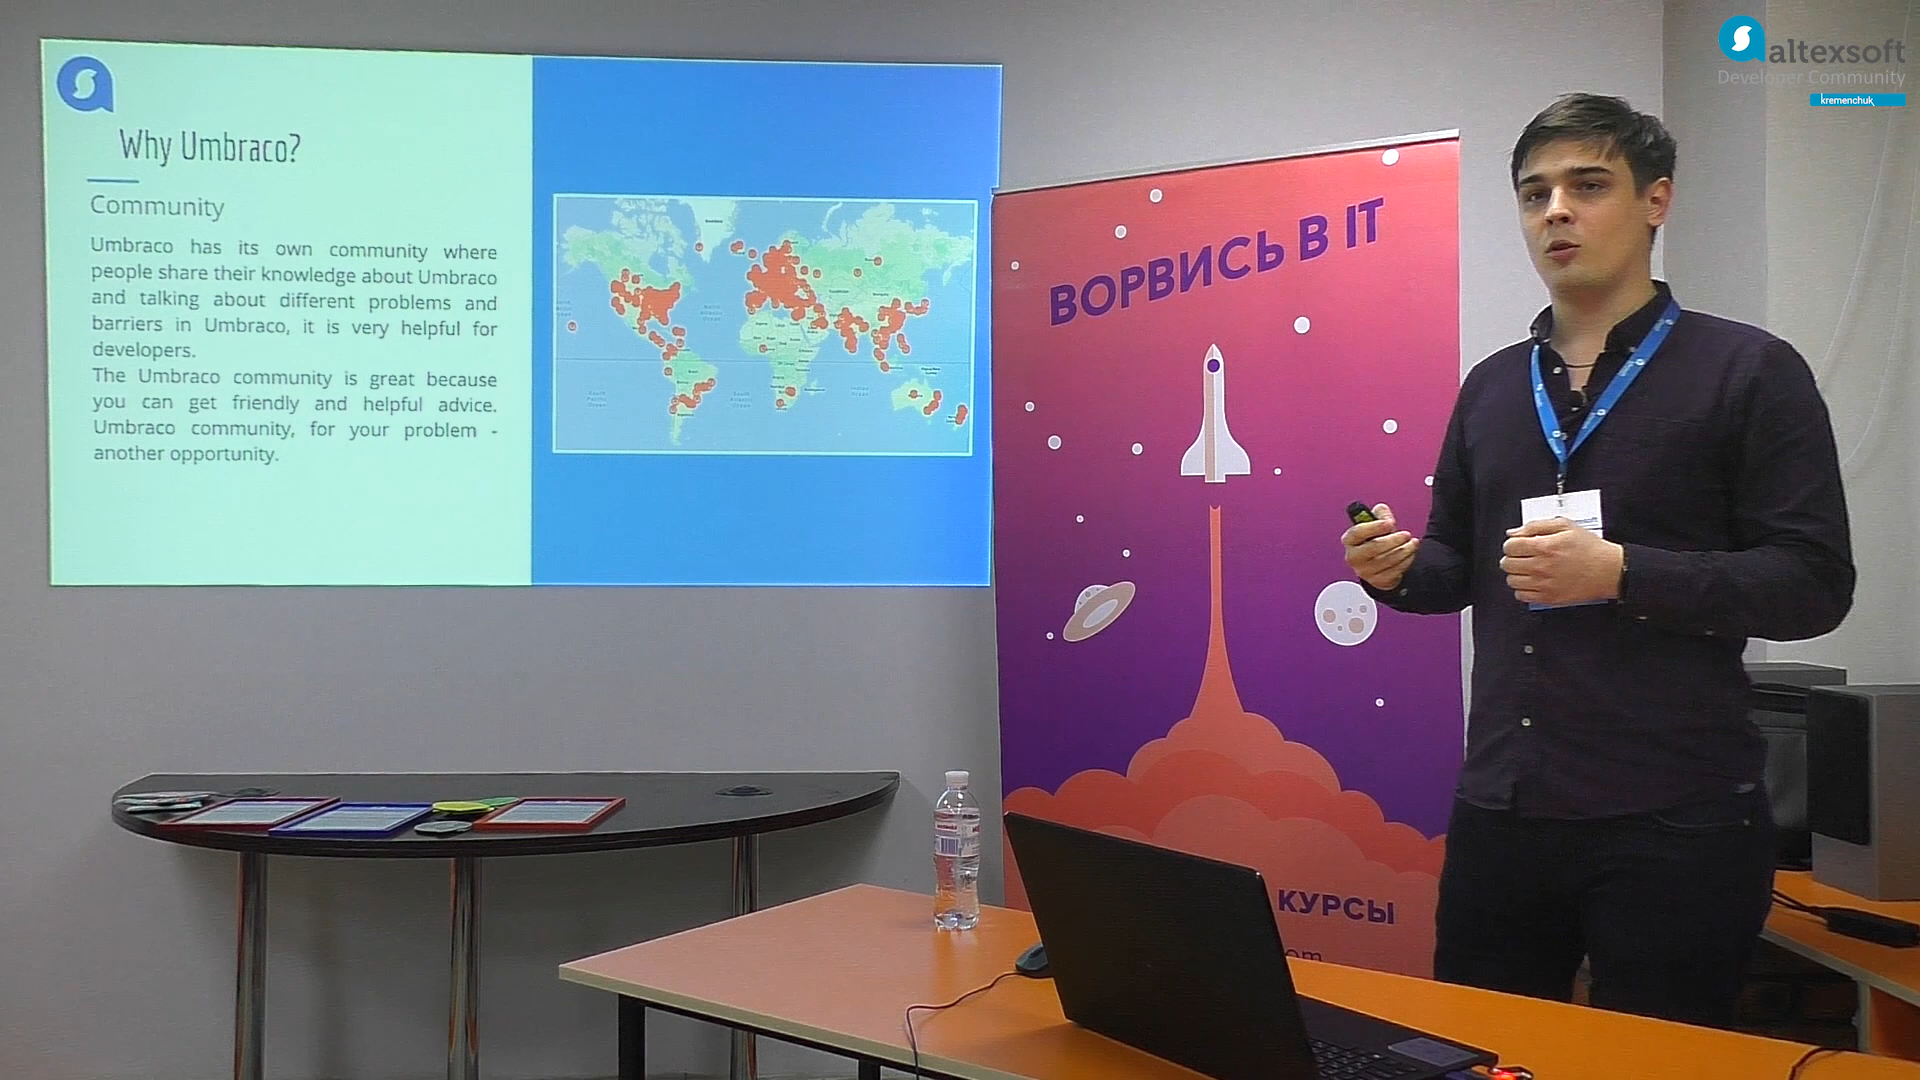 altexsoft
Developer Community
kremenchuk
Why Umbraco?
Community
Umbraco has its own community where
people share their knowledge about Umbraco
and talking about different problems and
barriers in Umbraco, it is very helpful for
developers.
The Umbraco community is great because
you can get friendly and helpful advice.
Umbraco community, for your problem -
another opportunity.
ВОРВИСЬ В IT
КУРСЫ
om